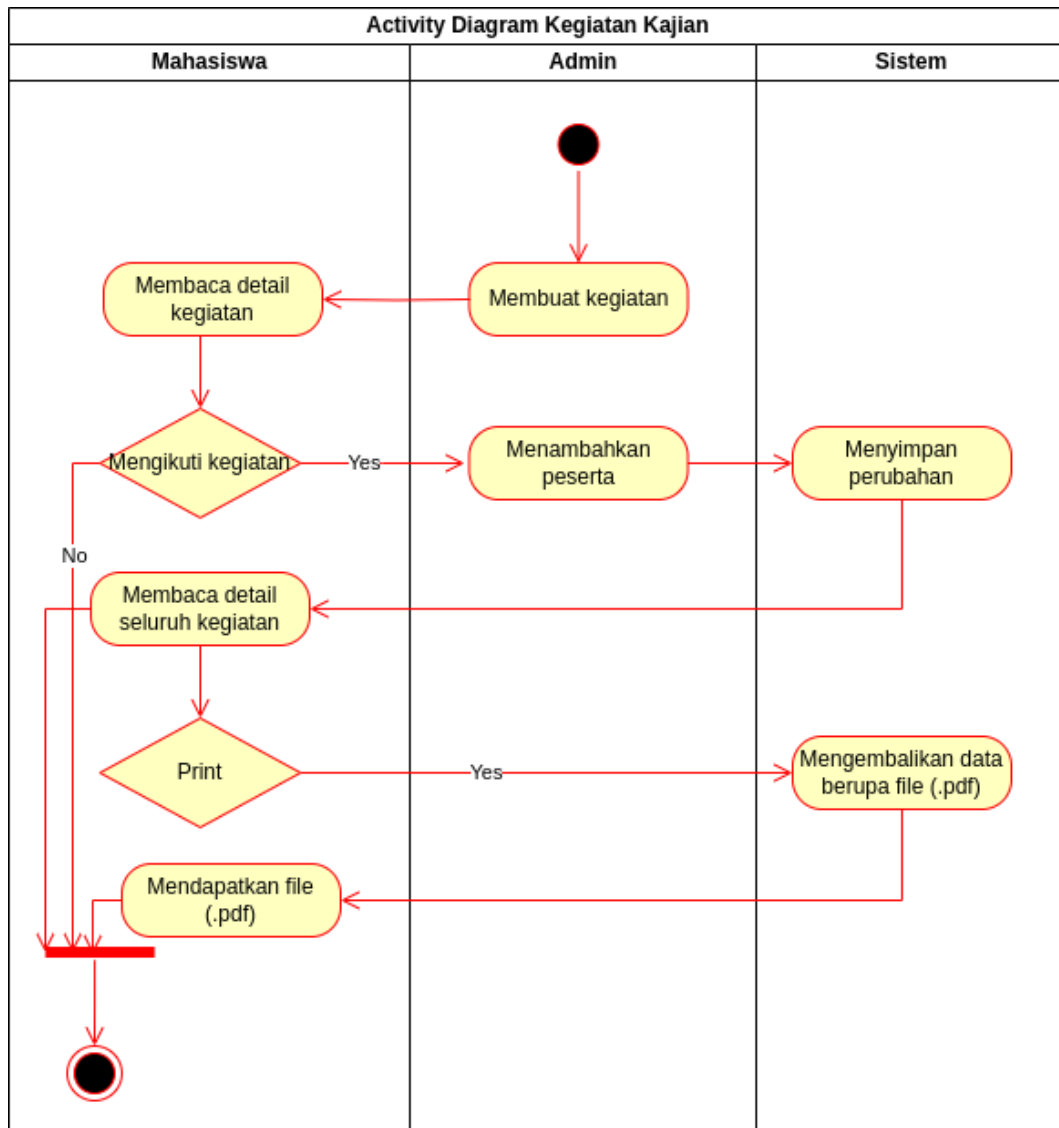 Activity Diagram Kegiatan Kajian
Mahasiswa
Admin
Sistem
Membaca detail
kegiatan
Membuat kegiatan
Mengikuti kegiatan
Yes
Menambahkan
peserta
Menyimpan
perubahan
No
Membaca detail
seluruh kegiatan
Print
Yes
Mengembalikan data
berupa file (.pdf)
Mendapatkan file
(.pdf)